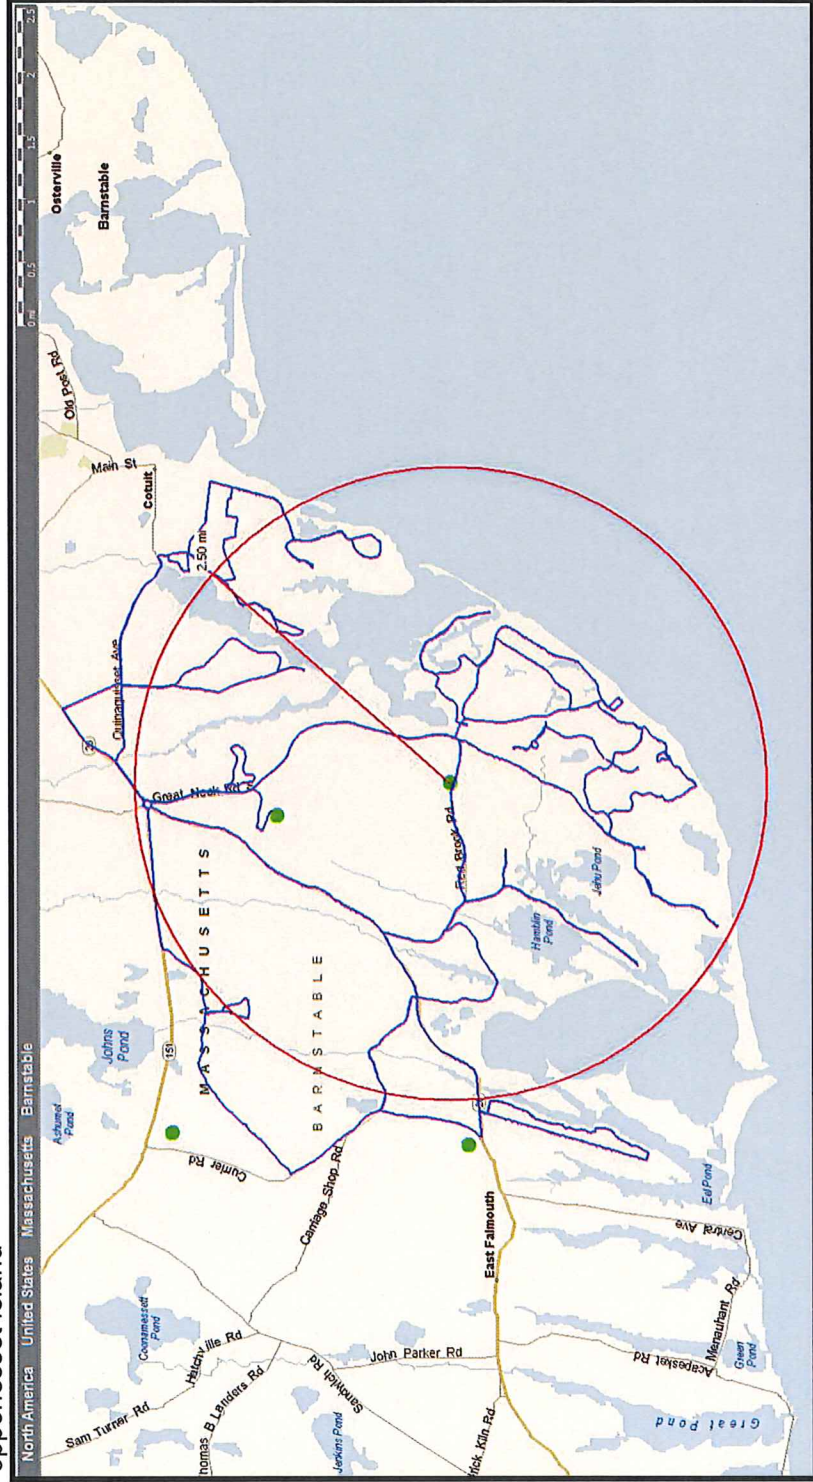 North America United States Massachusetts Barnstable
0 mi 0.5 1 1.5 2 2.5
Osterville
Barnstable
Old Post Rd
Main St
Cotuit
2.50 mi
Quinaquisset Ave
28
Great Neck Rd S
MASSACHUSETTS
BARNSTABLE
Red Brook Rd
Jehu Pond
Hamblin
Pond
Johns
Pond
Ashumet
Pond
151
28
Currier Rd
Carriage Shop Rd
East Falmouth
Eel Pond
Central Ave
Menauhant Rd
Acapesket Rd
Green
Pond
Great Pond
John Parker Rd
Sandwich Rd
Hatchville Rd
Coonamessett
Pond
Sam Turner Rd
homas B Landers Rd
Jenkins Pond
rick Kiln Rd